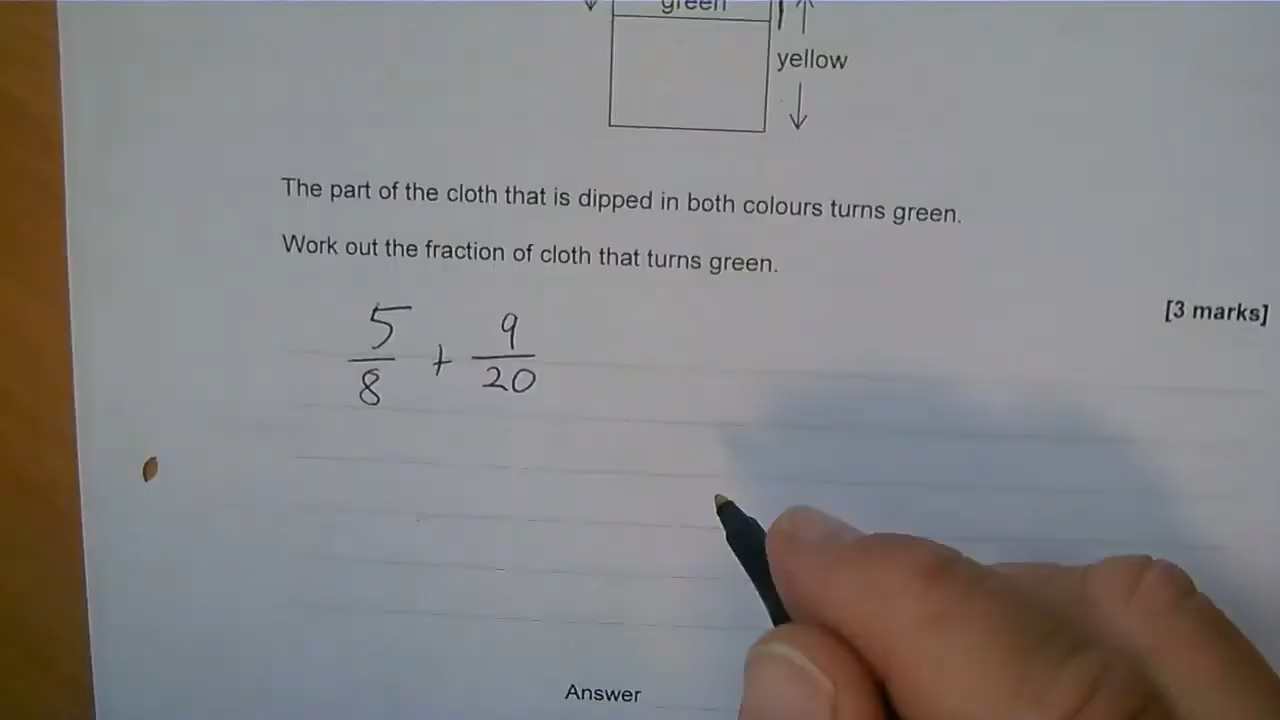 green
yellow
The part of the cloth that is dipped in both colours turns green.
Work out the fraction of cloth that turns green.
[3 marks]
5/8 + 9/20
Answer